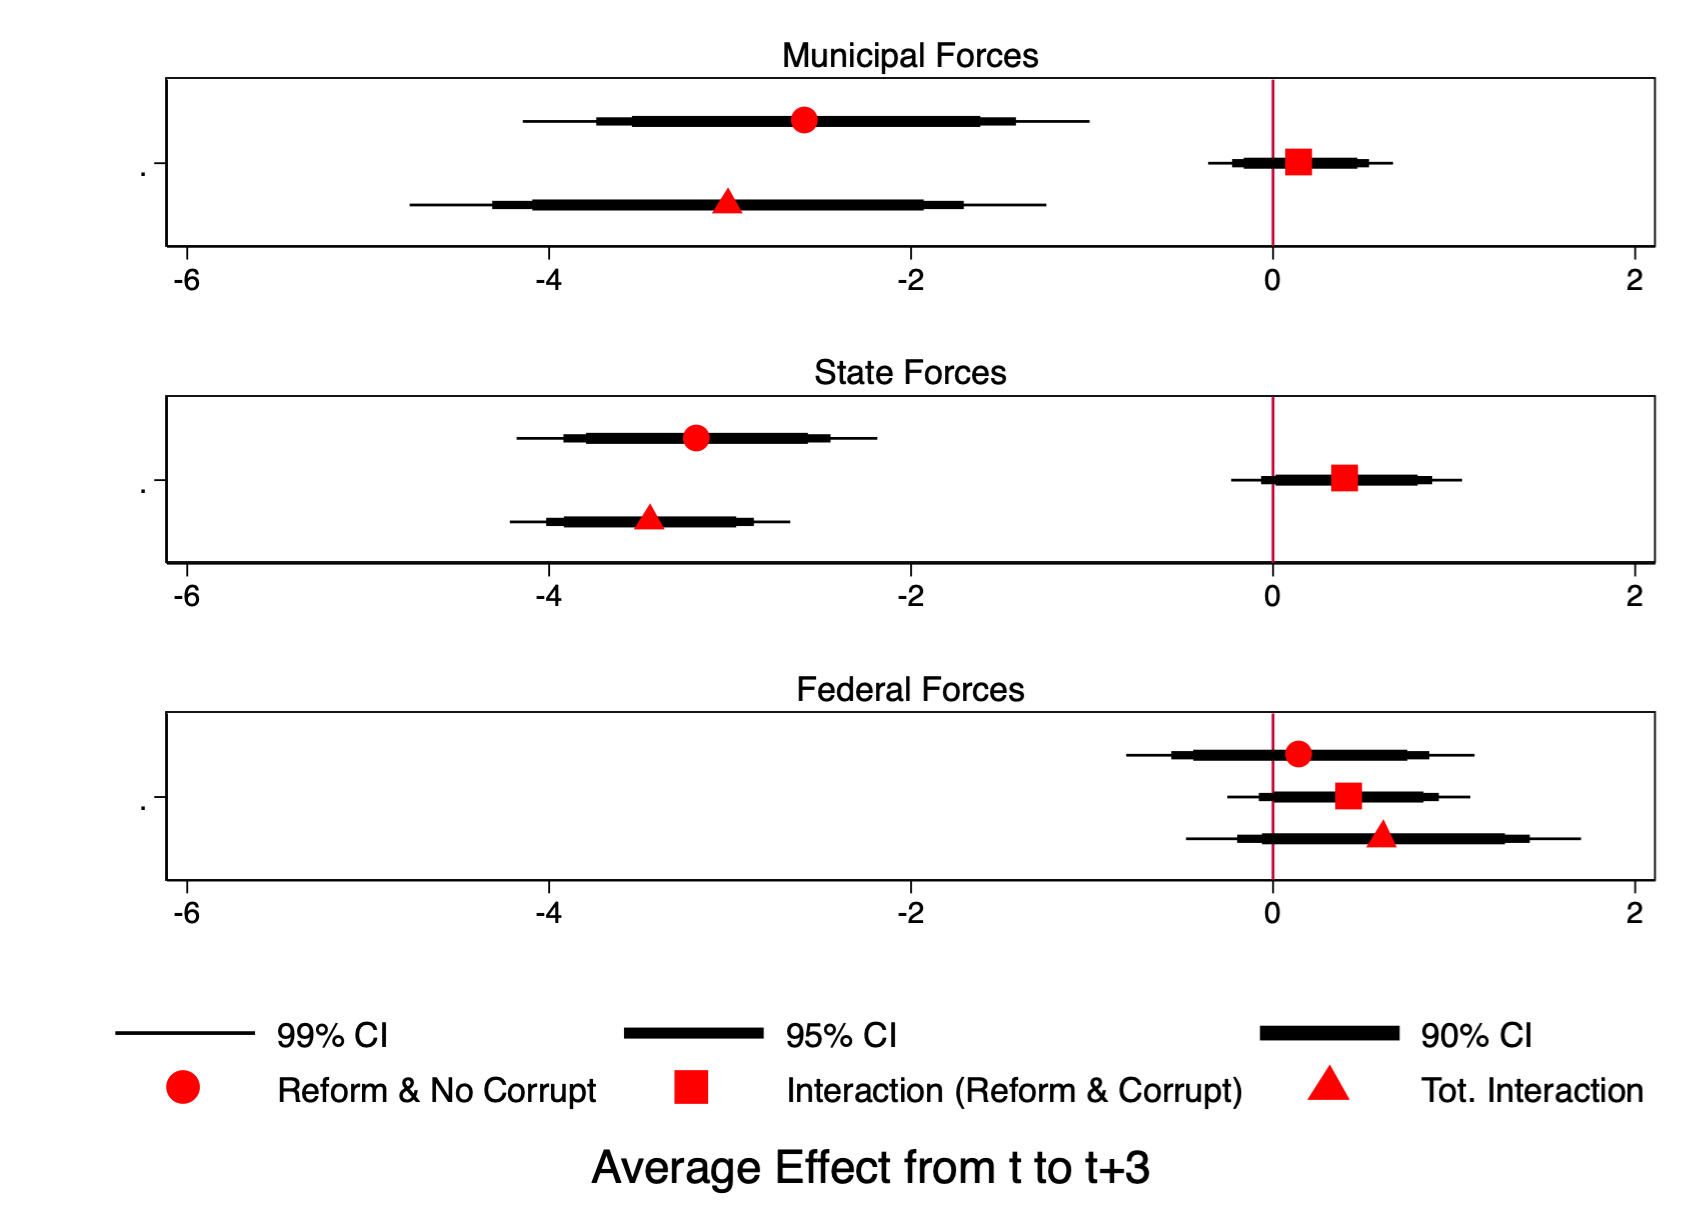 Municipal Forces
.
-6 -4 -2 0 2
State Forces
.
-6 -4 -2 0 2
Federal Forces
.
-6 -4 -2 0 2
99% CI 95% CI 90% CI
Reform & No Corrupt Interaction (Reform & Corrupt) Tot. Interaction
Average Effect from t to t+3